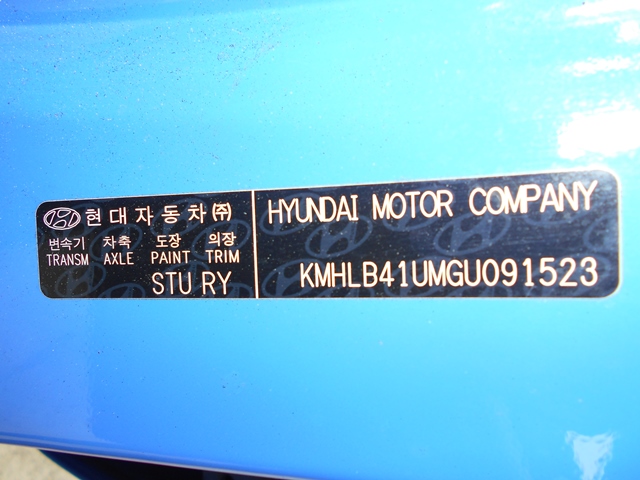 현대자동차㈜
변속기 차축 도장 의장
TRANSM AXLE PAINT TRIM
STU RY
HYUNDAI MOTOR COMPANY
KMHLB41UMGU091523